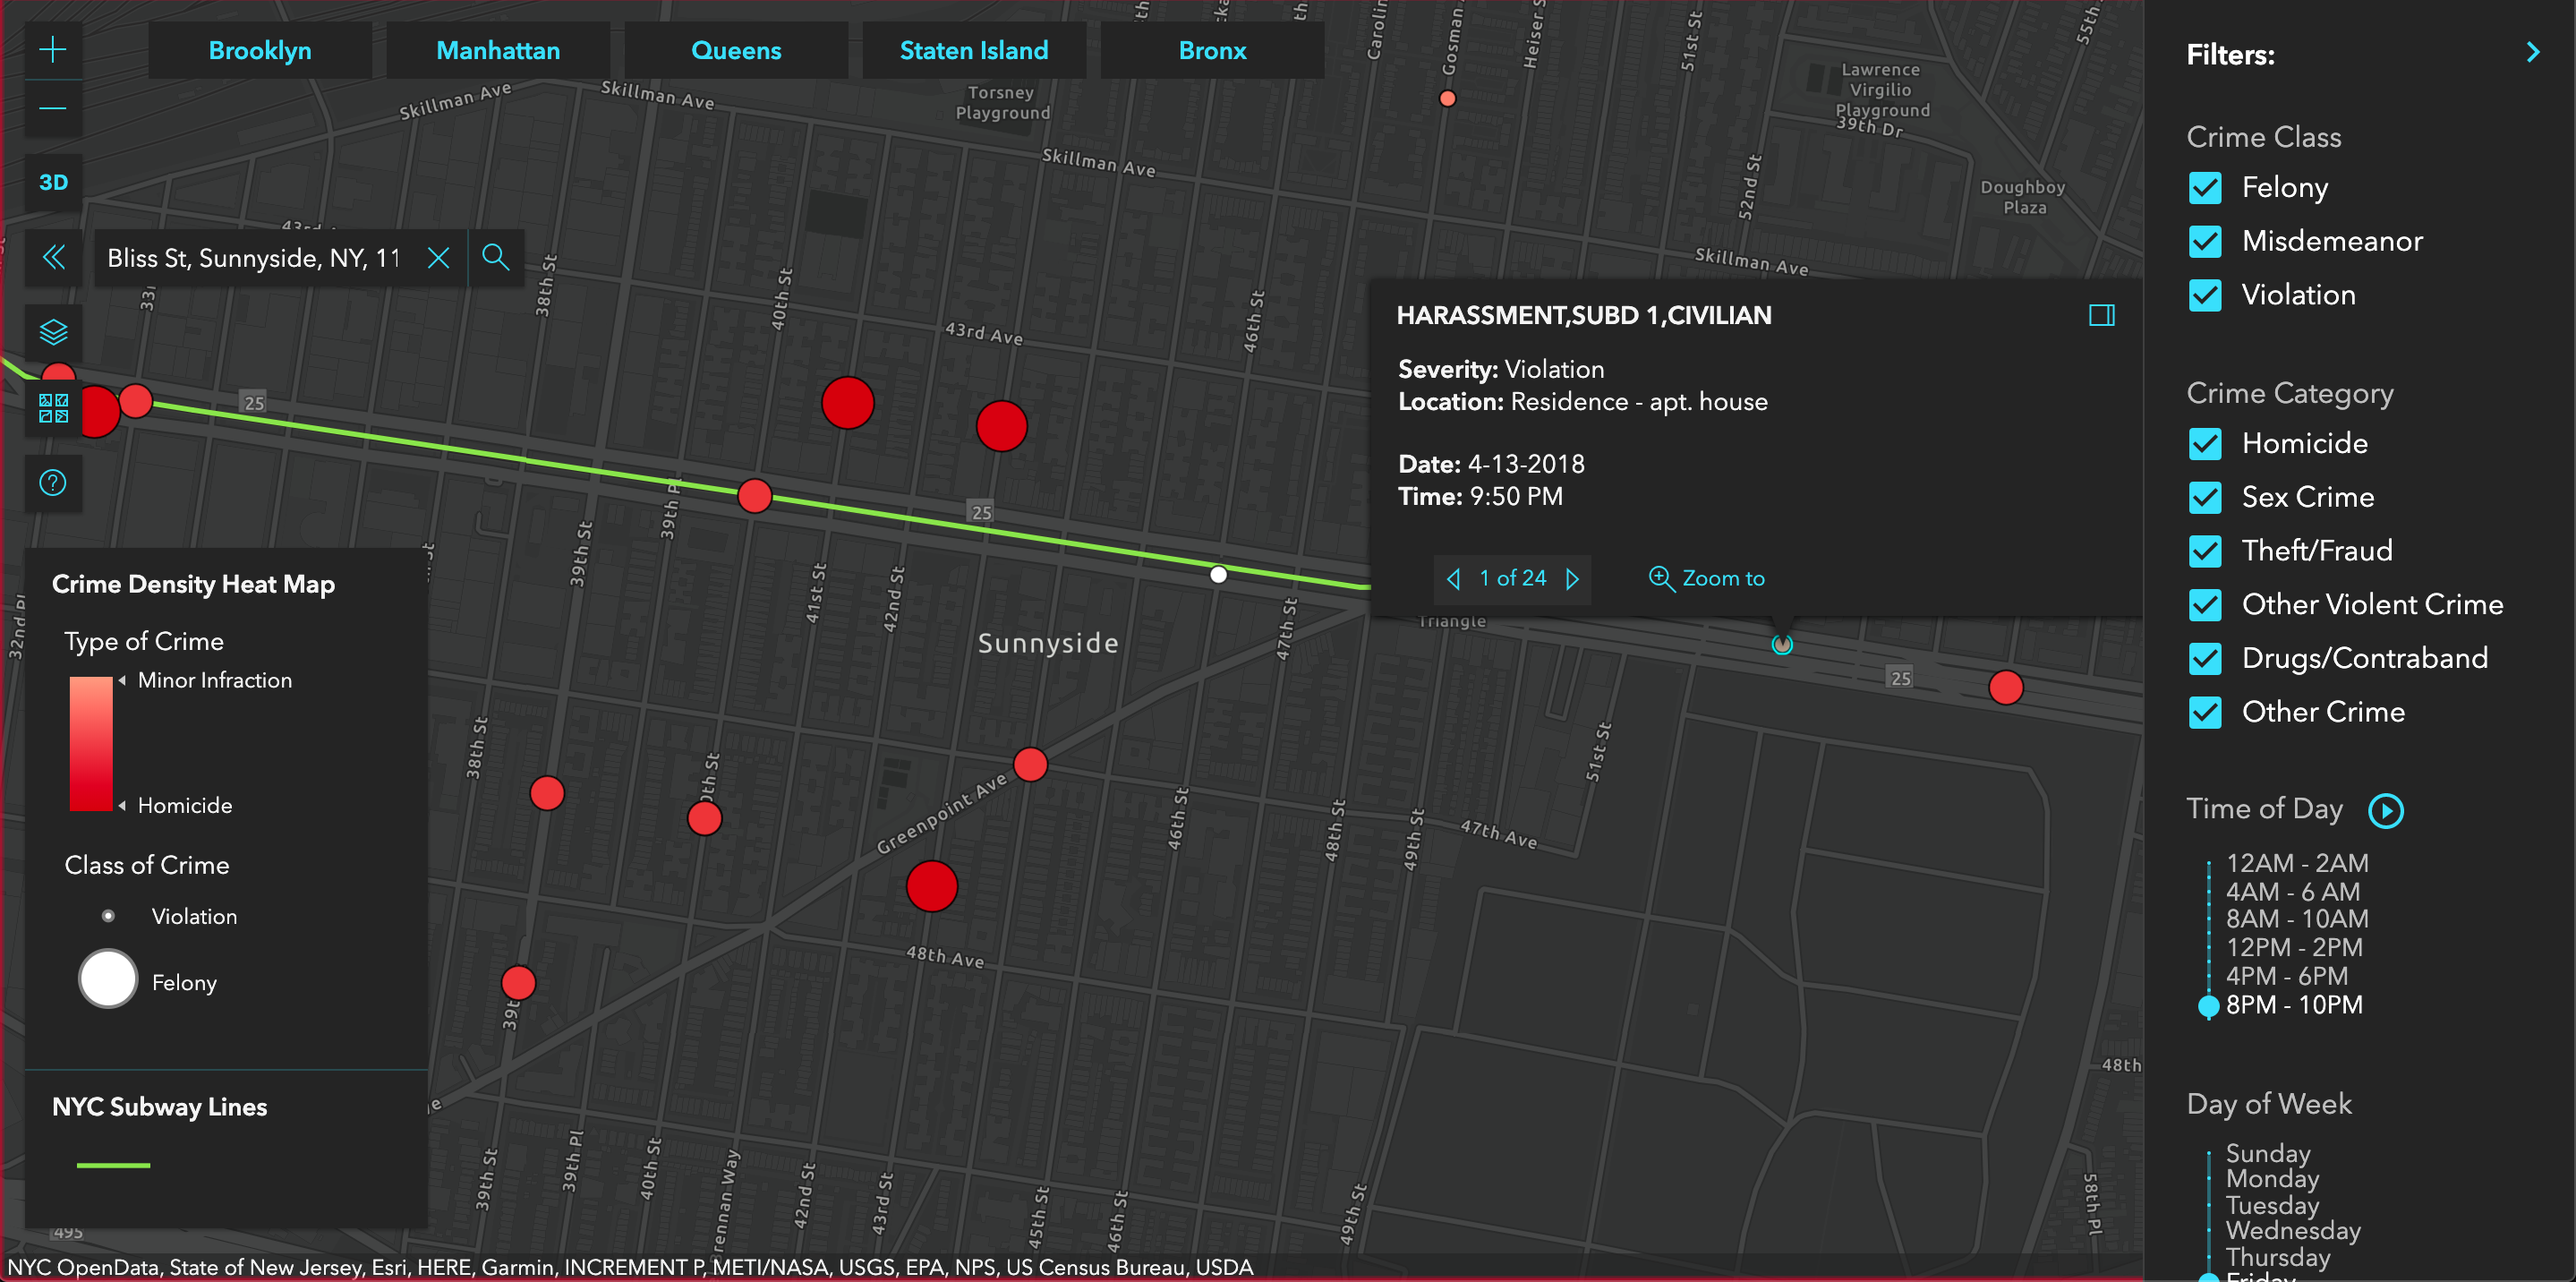 Brooklyn
Manhattan
Queens
Staten Island
Bronx
3D
Bliss St, Sunnyside, NY, 11
HARASSMENT,SUBD 1,CIVILIAN
Severity: Violation
Location: Residence - apt. house
Date: 4-13-2018
Time: 9:50 PM
1 of 24
Zoom to
Crime Density Heat Map
Type of Crime
Minor Infraction
Homicide
Class of Crime
Violation
Felony
NYC Subway Lines
Skillman Ave
Skillman Ave
Torsney
Playground
Skillman Ave
Skillman Ave
Gosman
51st St
52nd St
Lawrence
Virgilio
Playground
39th Dr
Doughboy
Plaza
55th
38th St
40th St
43rd Ave
46th St
25
25
25
39th St
39th Pl
41st St
42nd St
47th St
Sunnyside
Triangle
38th St
Greenpoint Ave
46th St
48th St
49th St
47th Ave
51st St
48th Ave
39th St
39th Pl
40th St
42nd St
43rd St
45th St
46th St
49th St
48th
58th Pl
495
NYC OpenData, State of New Jersey, Esri, HERE, Garmin, INCREMENT P, METI/NASA, USGS, EPA, NPS, US Census Bureau, USDA
Filters:
Crime Class
Felony
Misdemeanor
Violation
Crime Category
Homicide
Sex Crime
Theft/Fraud
Other Violent Crime
Drugs/Contraband
Other Crime
Time of Day
12AM - 2AM
4AM - 6 AM
8AM - 10AM
12PM - 2PM
4PM - 6PM
8PM - 10PM
Day of Week
Sunday
Monday
Tuesday
Wednesday
Thursday
Friday